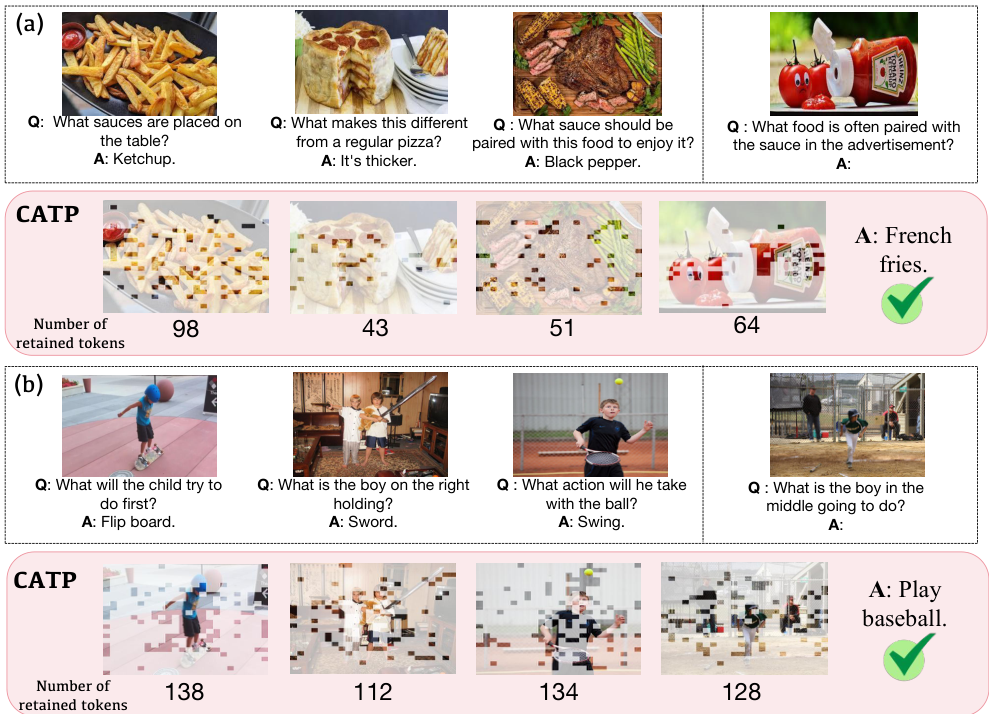 (a)
Q: What sauces are placed on
the table?
A: Ketchup.
Q: What makes this different
from a regular pizza?
A: It's thicker.
Q : What sauce should be
paired with this food to enjoy it?
A: Black pepper.
HEINZ
TOMATO
KETCHUP
Q : What food is often paired with
the sauce in the advertisement?
A:
CATP
A: French
fries.
Number of
retained tokens
98
43
51
64
(b)
Q: What will the child try to
do first?
A: Flip board.
Q: What is the boy on the right
holding?
A: Sword.
Q : What action will he take
with the ball?
A: Swing.
Q : What is the boy in the
middle going to do?
A:
CATP
A: Play
baseball.
Number of
retained tokens
138
112
134
128